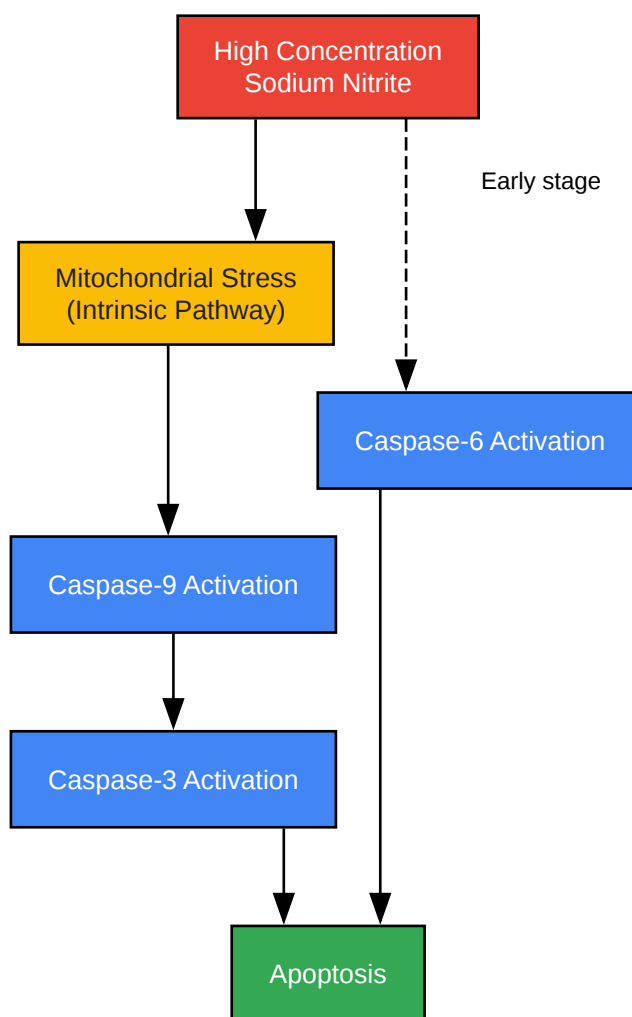 High Concentration
Sodium Nitrite
Early stage
Mitochondrial Stress
(Intrinsic Pathway)
Caspase-6 Activation
Caspase-9 Activation
Caspase-3 Activation
Apoptosis